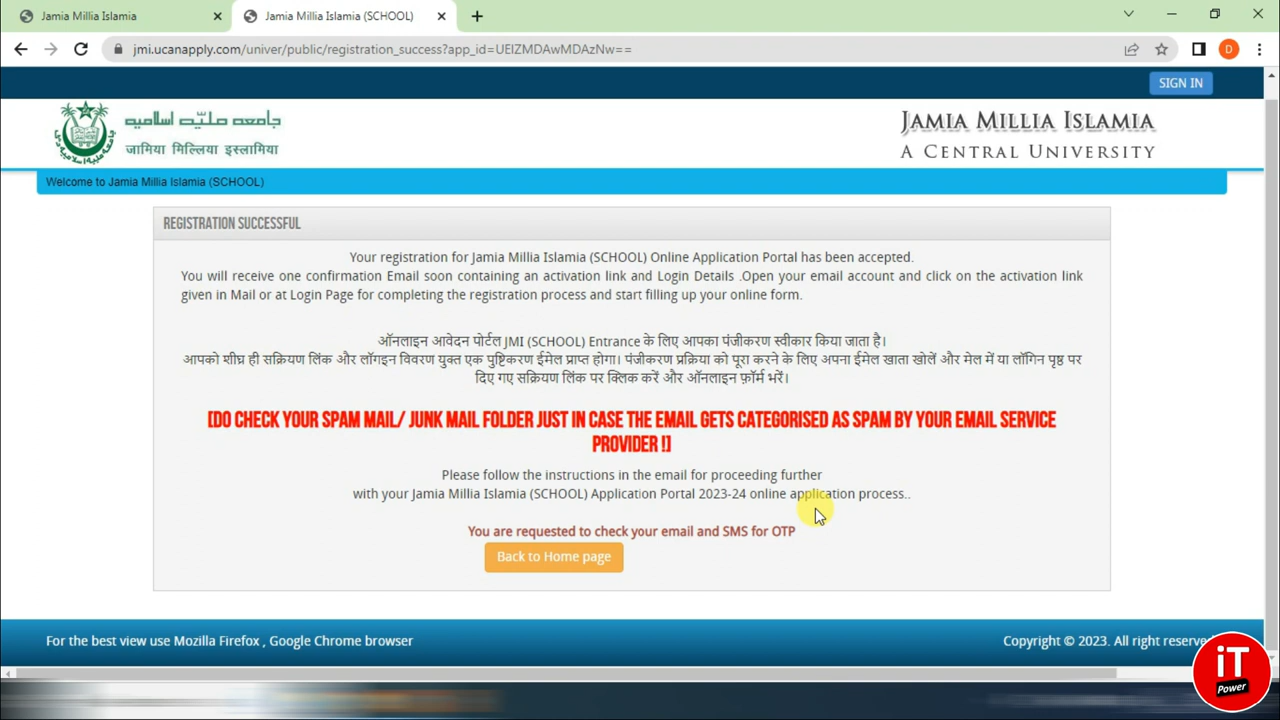 Jamia Millia Islamia
Jamia Millia Islamia (SCHOOL)
jmi.ucanapply.com/univer/public/registration_success?app_id=UEIZMDAwMDAzNw==
D
SIGN IN
جامعہ ملیہ اسلامیہ
जामिया मिल्लिया इस्लामिया
JAMIA MILLIA ISLAMIA
A CENTRAL UNIVERSITY
Welcome to Jamia Millia Islamia (SCHOOL)
REGISTRATION SUCCESSFUL
Your registration for Jamia Millia Islamia (SCHOOL) Online Application Portal has been accepted.
You will receive one confirmation Email soon containing an activation link and Login Details .Open your email account and click on the activation link
given in Mail or at Login Page for completing the registration process and start filling up your online form.
ऑनलाइन आवेदन पोर्टल JMI (SCHOOL) Entrance के लिए आपका पंजीकरण स्वीकार किया जाता है।
आपको शीघ्र ही सक्रियण लिंक और लॉगइन विवरण युक्त एक पुष्टिकरण ईमेल प्राप्त होगा। पंजीकरण प्रक्रिया को पूरा करने के लिए अपना ईमेल खाता खोलें और मेल में या लॉगिन पृष्ठ पर
दिए गए सक्रियण लिंक पर क्लिक करें और ऑनलाइन फ़ॉर्म भरें।
[DO CHECK YOUR SPAM MAIL/ JUNK MAIL FOLDER JUST IN CASE THE EMAIL GETS CATEGORISED AS SPAM BY YOUR EMAIL SERVICE
PROVIDER !]
Please follow the instructions in the email for proceeding further
with your Jamia Millia Islamia (SCHOOL) Application Portal 2023-24 online application process..
You are requested to check your email and SMS for OTP
Back to Home page
For the best view use Mozilla Firefox , Google Chrome browser
Copyright © 2023. All right reserve
iT
Power